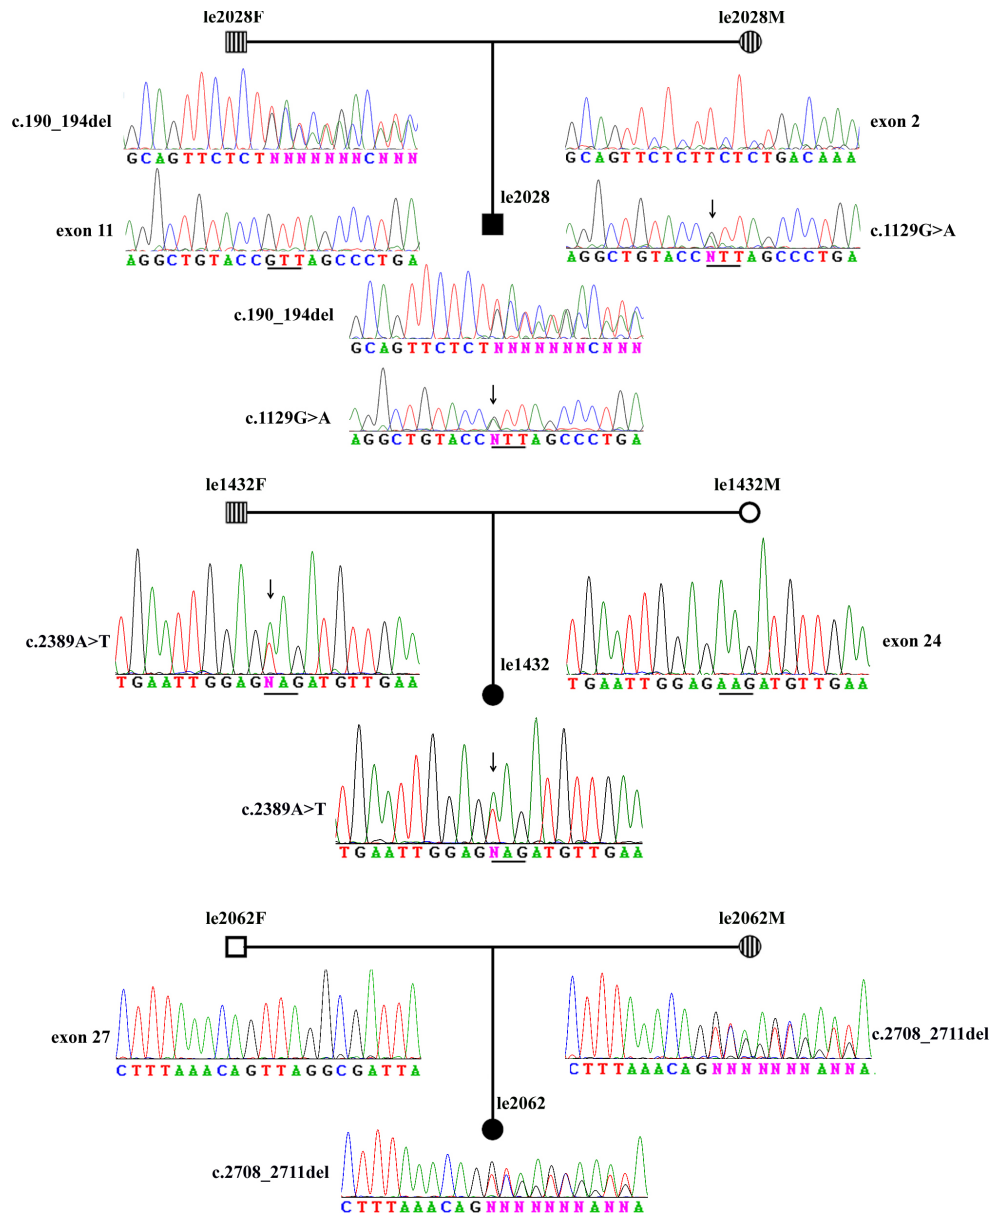 le2028F
le2028M
c.190_194del
GCAGTTCTCTNNNNNNNCNNN
exon 2
GCAGTTCTCTTCTCTGACAAA
le2028
exon 11
AGGCTGTACCGTTAGCCCTGA
c.1129G>A
AGGCTGTACCNTTAGCCCTGA
c.190_194del
GCAGTTCTCTNNNNNNNCNNN
c.1129G>A
AGGCTGTACCNTTAGCCCTGA
le1432F
le1432M
c.2389A>T
TGAATTGGAGNAGATGTTGAA
exon 24
TGAATTGGAGAAGATGTTGAA
le1432
c.2389A>T
TGAATTGGAGNAGATGTTGAA
le2062F
le2062M
exon 27
CTTTAAACAGTTAGGCGATTA
c.2708_2711del
CTTTAAACAGNNNNNNNANNA
le2062
c.2708_2711del
CTTTAAACAGNNNNNNNANNA